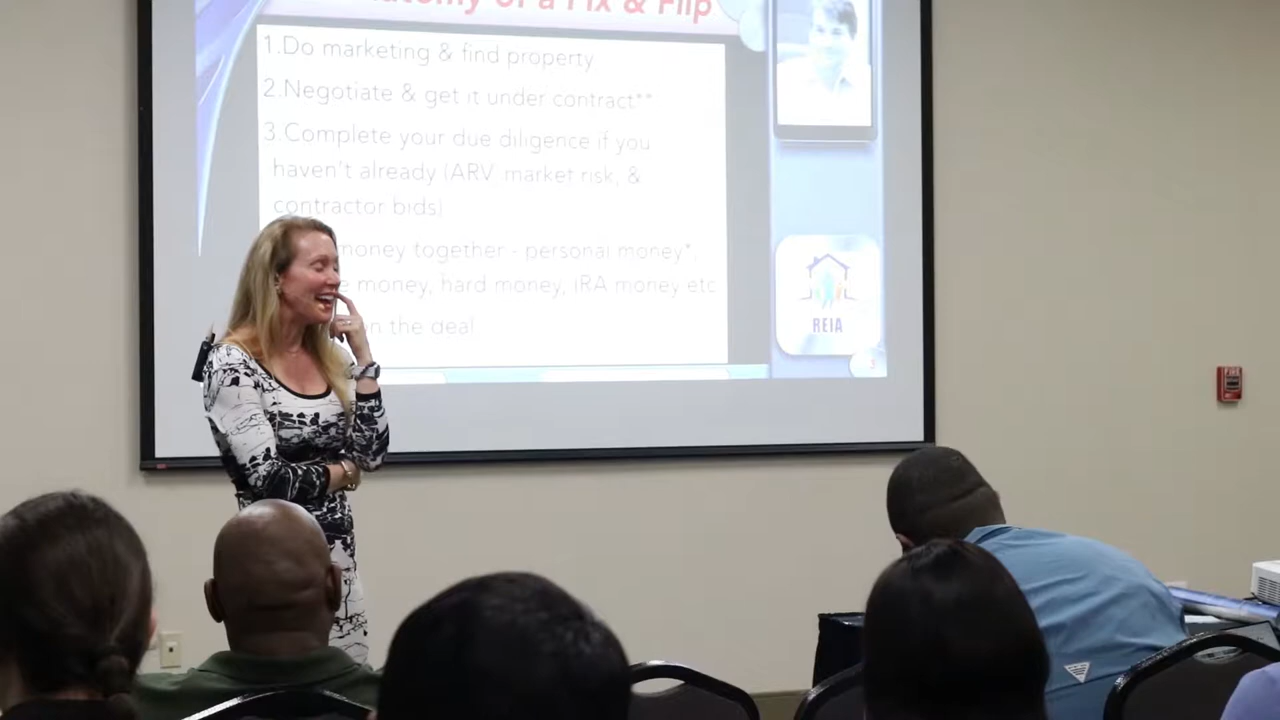 of a Fix & Flip
1.Do marketing & find property
2.Negotiate & get it under contract**
3.Complete your due diligence if you
haven't already (ARV, market risk, &
contractor bids)
money together - personal money*,
money, hard money, iRA money etc
on the deal
REIA
FIRE